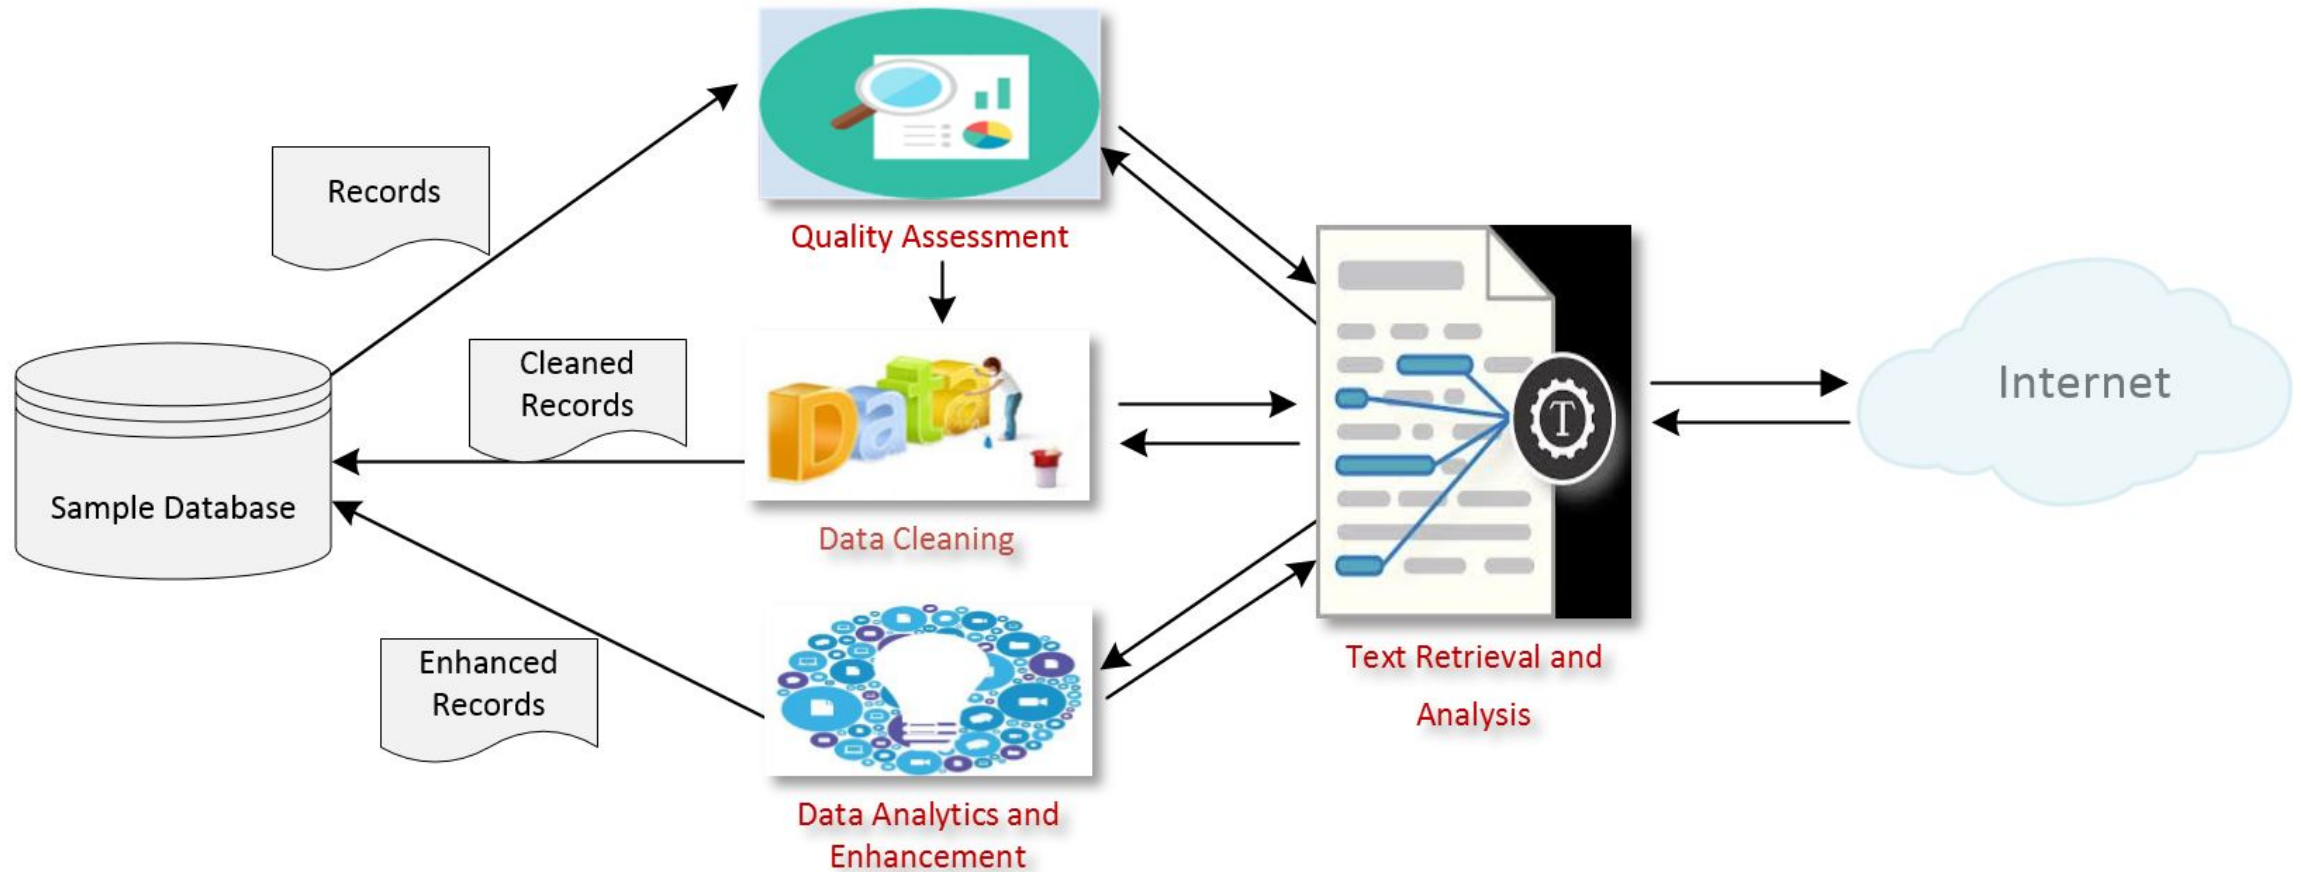 Records
Quality Assessment
Cleaned
Records
Data
Sample Database
Data Cleaning
Enhanced
Records
Data Analytics and
Enhancement
T
Text Retrieval and
Analysis
Internet